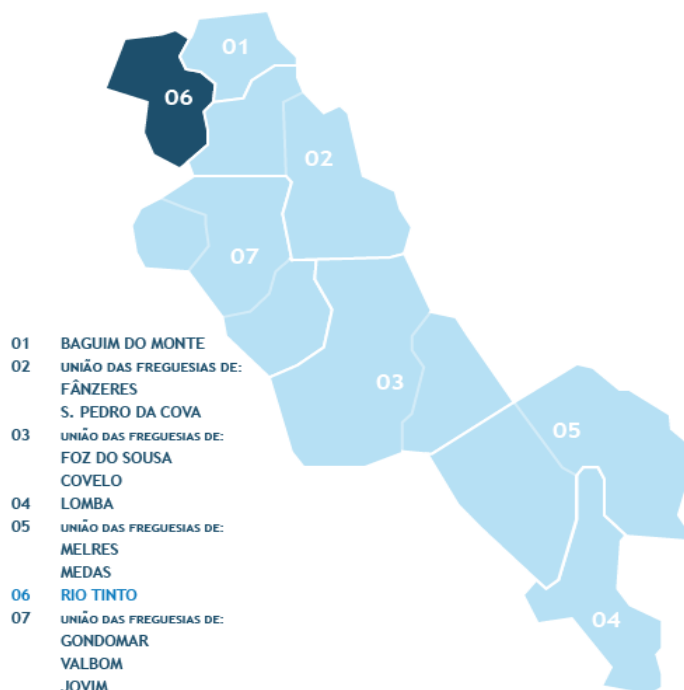 01
06
02
07
03
05
04
01 BAGUIM DO MONTE
02 UNIÃO DAS FREGUESIAS DE:
FÂNZERES
S. PEDRO DA COVA
03 UNIÃO DAS FREGUESIAS DE:
FOZ DO SOUSA
COVELO
04 LOMBA
05 UNIÃO DAS FREGUESIAS DE:
MELRES
MEDAS
06 RIO TINTO
07 UNIÃO DAS FREGUESIAS DE:
GONDOMAR
VALBOM
JOVIM